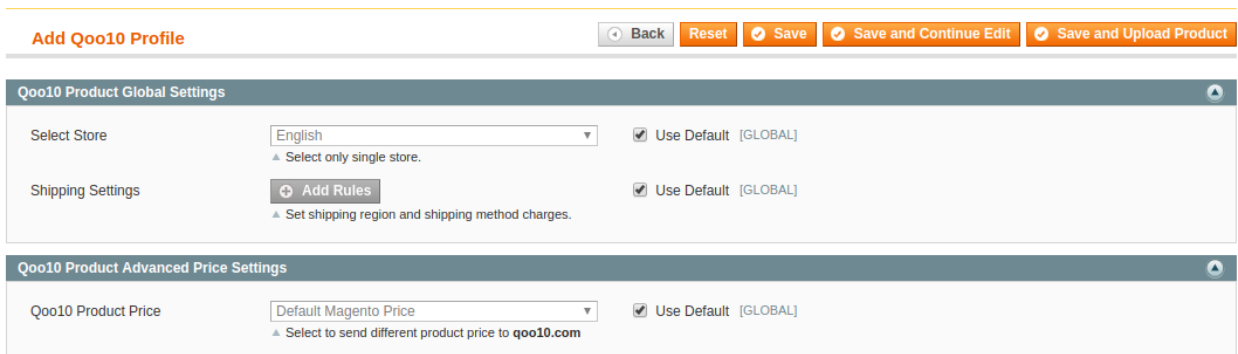 Add Qoo10 Profile Back Reset Save Save and Continue Edit Save and Upload Product
Qoo10 Product Global Settings
Select Store English Use Default [GLOBAL]
Select only single store.
Shipping Settings Add Rules Use Default [GLOBAL]
Set shipping region and shipping method charges.
Qoo10 Product Advanced Price Settings
Qoo10 Product Price Default Magento Price Use Default [GLOBAL]
Select to send different product price to qoo10.com